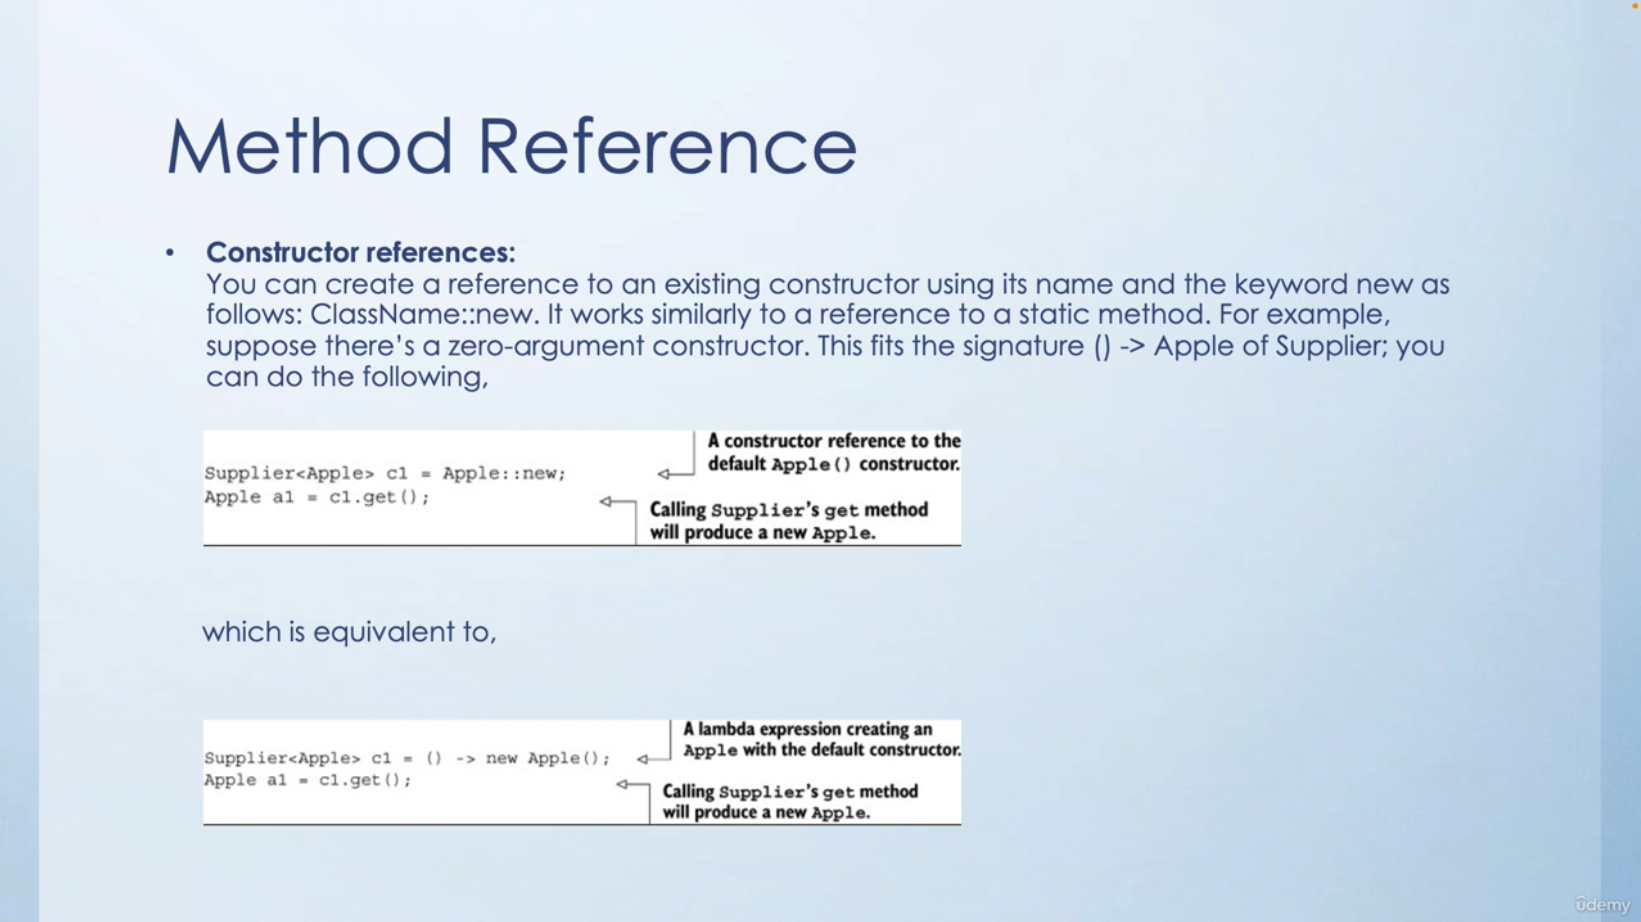 Method Reference
• Constructor references:
You can create a reference to an existing constructor using its name and the keyword new as
follows: ClassName::new. It works similarly to a reference to a static method. For example,
suppose there's a zero-argument constructor. This fits the signature () -> Apple of Supplier; you
can do the following,
A constructor reference to the
default Apple() constructor.
Supplier<Apple> c1 = Apple::new;
Apple a1 = c1.get();
Calling Supplier's get method
will produce a new Apple.
which is equivalent to,
A lambda expression creating an
Apple with the default constructor.
Supplier<Apple> c1 = () -> new Apple();
Apple a1 = c1.get();
Calling Supplier's get method
will produce a new Apple.
ûdemy